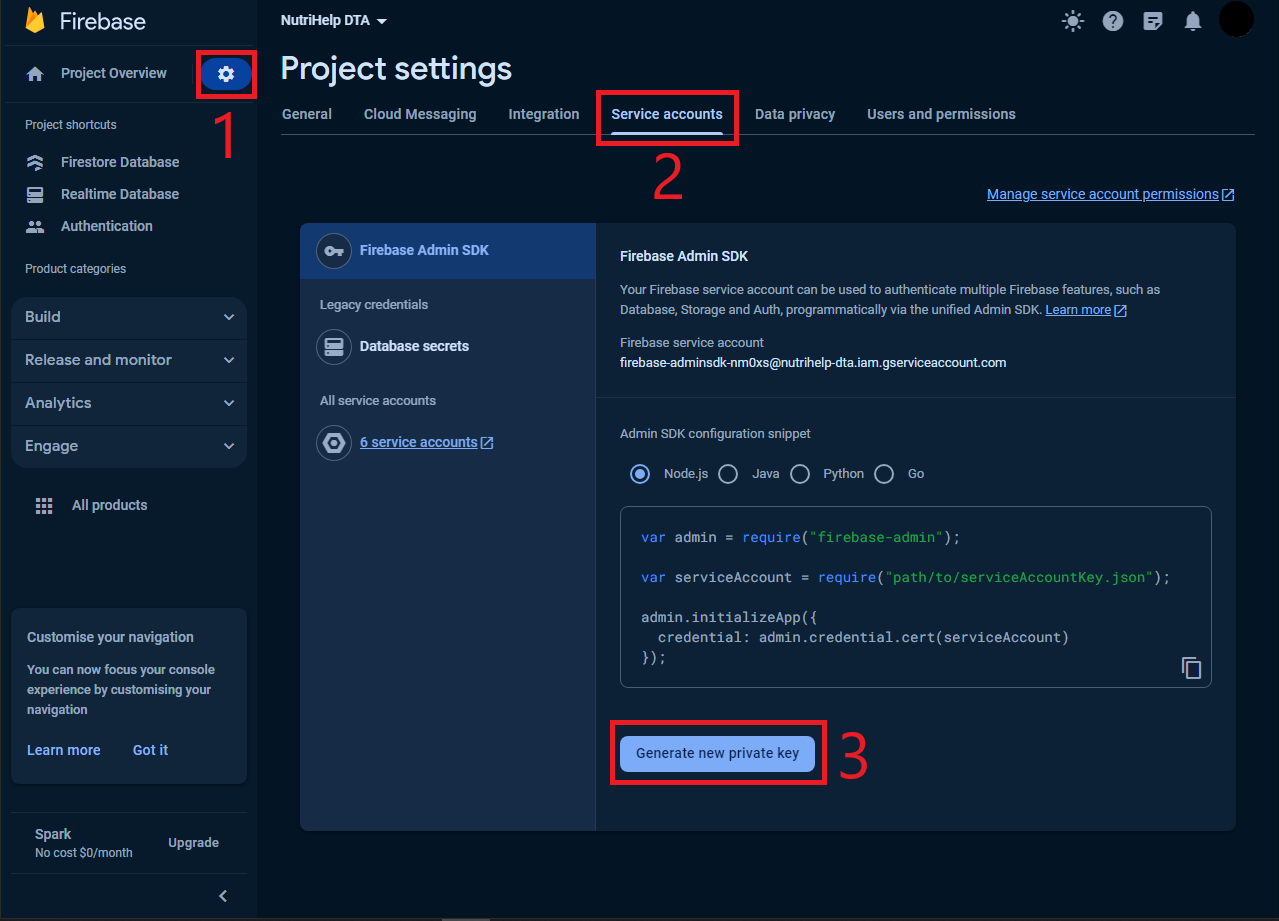 Firebase
NutriHelp DTA
Project Overview
Project settings
General
Cloud Messaging
Integration
Service accounts
Data privacy
Users and permissions
1
2
Project shortcuts
Firestore Database
Realtime Database
Authentication
Product categories
Build
Release and monitor
Analytics
Engage
All products
Customise your navigation
You can now focus your console
experience by customising your
navigation
Learn more
Got it
Spark
No cost $0/month
Upgrade
Manage service account permissions
Firebase Admin SDK
Legacy credentials
Database secrets
All service accounts
6 service accounts
Firebase Admin SDK
Your Firebase service account can be used to authenticate multiple Firebase features, such as
Database, Storage and Auth, programmatically via the unified Admin SDK. Learn more
Firebase service account
firebase-adminsdk-nm0xs@nutrihelp-dta.iam.gserviceaccount.com
Admin SDK configuration snippet
Node.js
Java
Python
Go
var admin = require("firebase-admin");
var serviceAccount = require("path/to/serviceAccountKey.json");
admin.initializeApp({
  credential: admin.credential.cert(serviceAccount)
});
Generate new private key
3